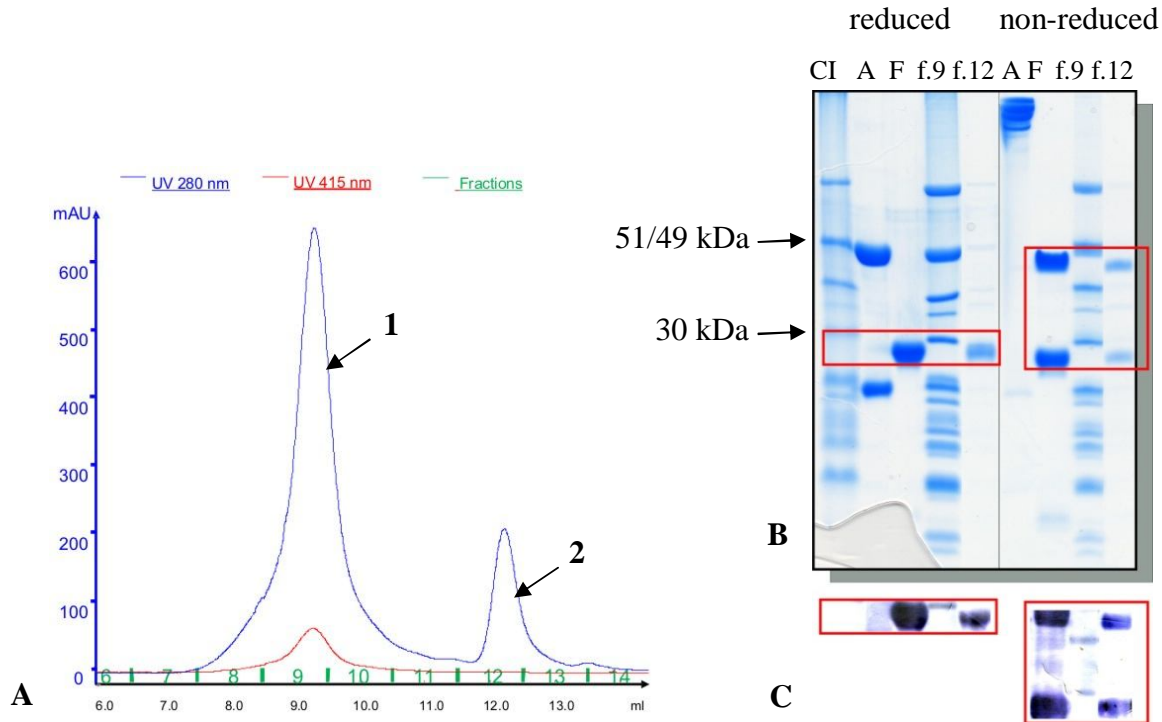 reduced non-reduced
CI A F f.9 f.12 A F f.9 f.12
UV 280 nm UV 415 nm Fractions
mAU
600
500
400
300
200
100
0
1
2
6 7 8 9 10 11 12 13 14
6.0 7.0 8.0 9.0 10.0 11.0 12.0 13.0 ml
A
51/49 kDa
30 kDa
B
C